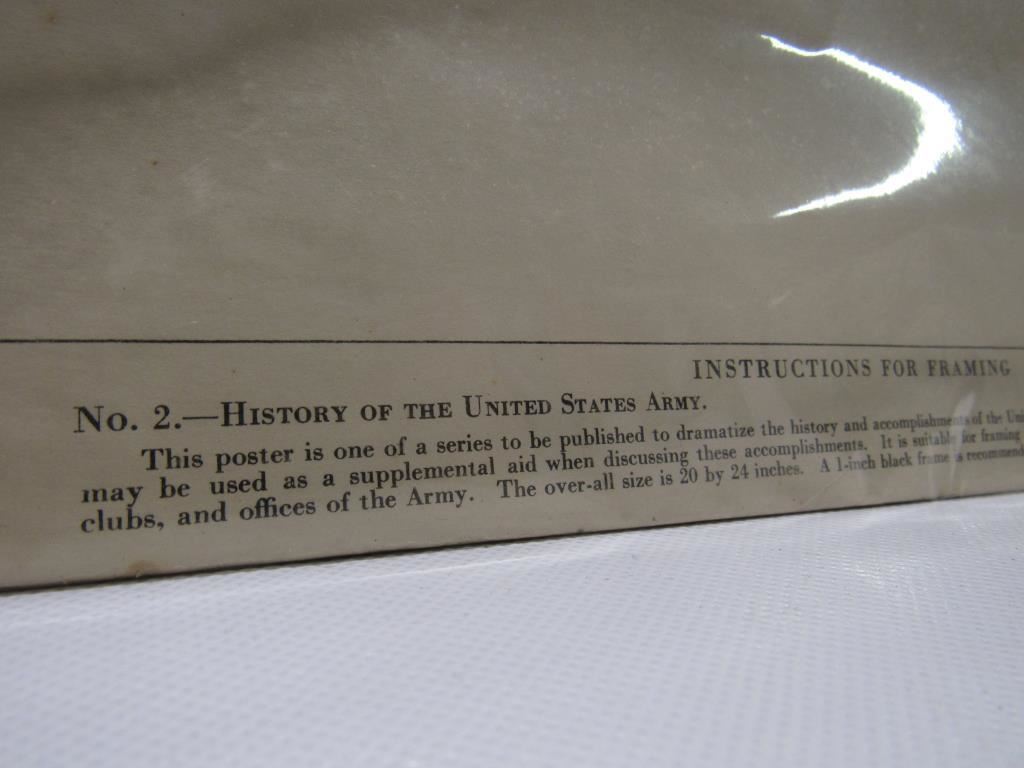 INSTRUCTIONS FOR FRAMING
No. 2.—History of the United States Army.
This poster is one of a series to be published to dramatize the history and accomplishments of the Uni
may be used as a supplemental aid when discussing these accomplishments. It is suitable for framing
clubs, and offices of the Army. The over-all size is 20 by 24 inches. A 1-inch black frame is recommend